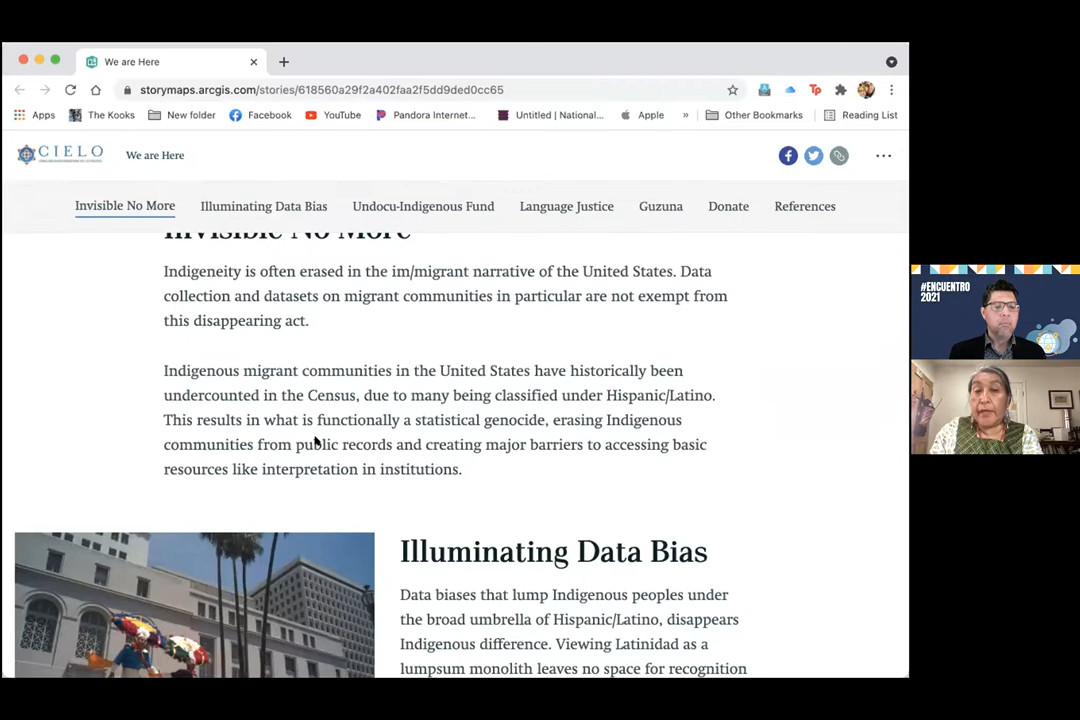 We are Here
storymaps.arcgis.com/stories/618560a29f2a402faa2f5dd9ded0cc65
Apps
The Kooks
New folder
Facebook
YouTube
Pandora Internet...
Untitled | National...
Apple
»
Other Bookmarks
Reading List
CIELO
We are Here
Invisible No More
Illuminating Data Bias
Undocu-Indigenous Fund
Language Justice
Guzuna
Donate
References
Invisible No More
Indigeneity is often erased in the im/migrant narrative of the United States. Data
collection and datasets on migrant communities in particular are not exempt from
this disappearing act.
Indigenous migrant communities in the United States have historically been
undercounted in the Census, due to many being classified under Hispanic/Latino.
This results in what is functionally a statistical genocide, erasing Indigenous
communities from public records and creating major barriers to accessing basic
resources like interpretation in institutions.
Illuminating Data Bias
Data biases that lump Indigenous peoples under
the broad umbrella of Hispanic/Latino, disappears
Indigenous difference. Viewing Latinidad as a
lumpsum monolith leaves no space for recognition
#ENCUENTRO
2021